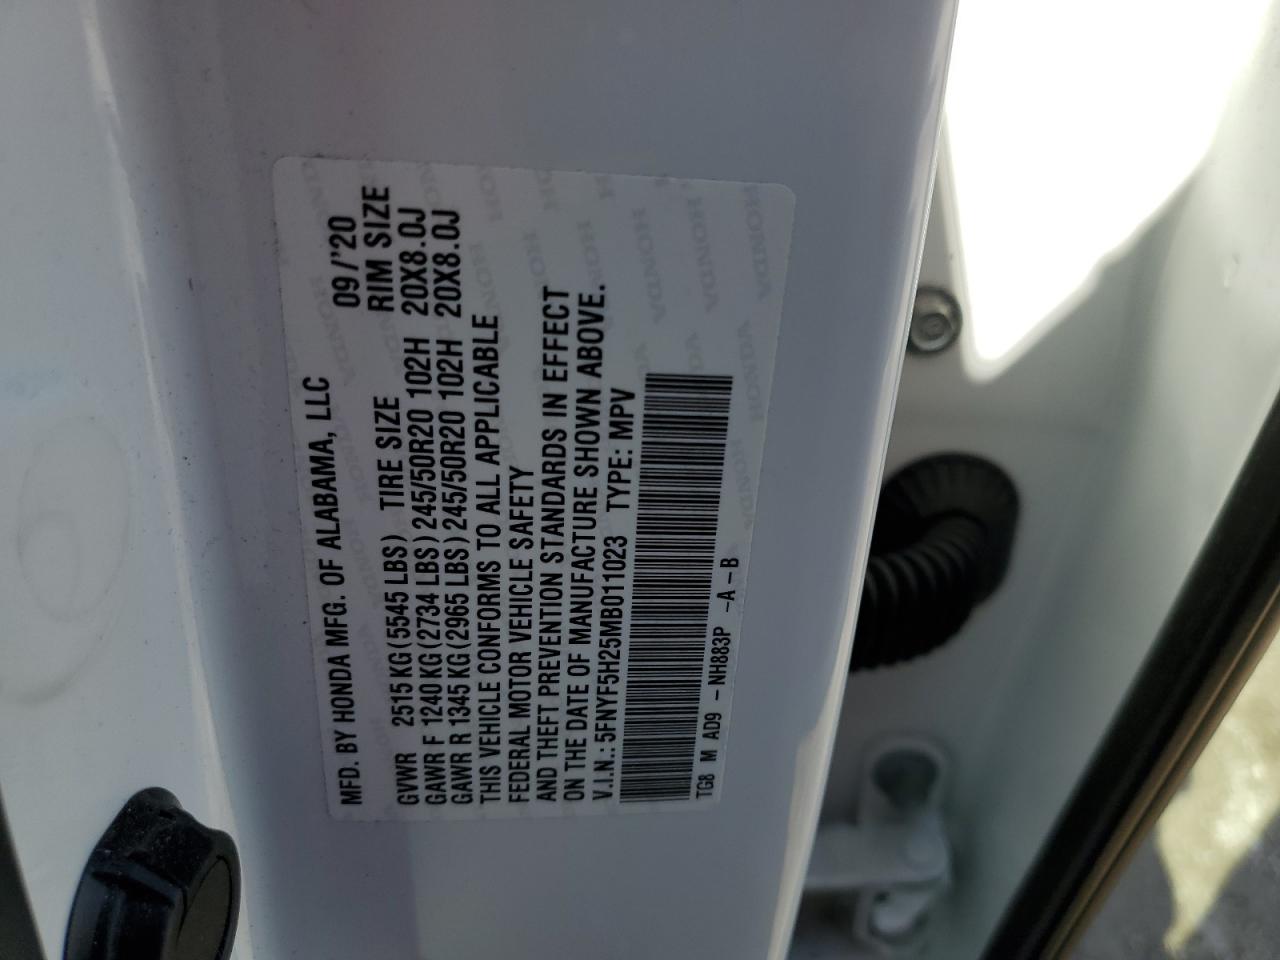 MFD. BY HONDA MFG. OF ALABAMA, LLC 09/'20
GVWR 2515 KG (5545 LBS) TIRE SIZE RIM SIZE
GAWR F 1240 KG (2734 LBS) 245/50R20 102H 20X8.0J
GAWR R 1345 KG (2965 LBS) 245/50R20 102H 20X8.0J
THIS VEHICLE CONFORMS TO ALL APPLICABLE
FEDERAL MOTOR VEHICLE SAFETY
AND THEFT PREVENTION STANDARDS IN EFFECT
ON THE DATE OF MANUFACTURE SHOWN ABOVE.
V.I.N.: 5FNYF5H25MB011023 TYPE: MPV
TG8 M AD9 - NH883P -A-B